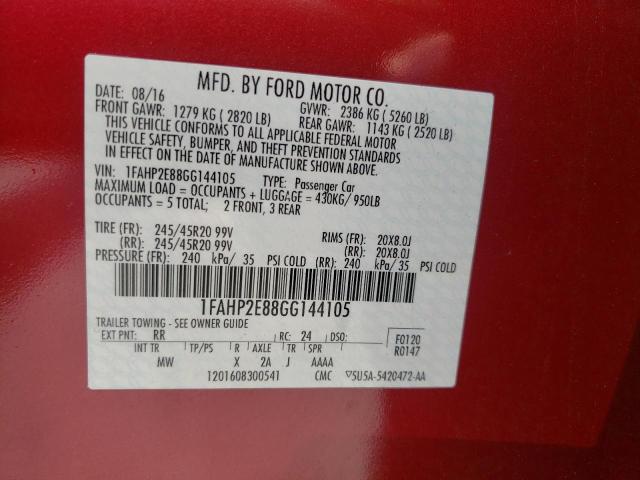 MFD. BY FORD MOTOR CO.
DATE: 08/16 GVWR: 2386 KG ( 5260 LB)
FRONT GAWR: 1279 KG ( 2820 LB) REAR GAWR: 1143 KG ( 2520 LB)
THIS VEHICLE CONFORMS TO ALL APPLICABLE FEDERAL MOTOR
VEHICLE SAFETY, BUMPER, AND THEFT PREVENTION STANDARDS
IN EFFECT ON THE DATE OF MANUFACTURE SHOWN ABOVE.
VIN: 1FAHP2E88GG144105 TYPE: Passenger Car
MAXIMUM LOAD = OCCUPANTS + LUGGAGE = 430KG/ 950LB
OCCUPANTS = 5 TOTAL; 2 FRONT, 3 REAR
TIRE (FR): 245/45R20 99V RIMS (FR): 20X8.0J
(RR): 245/45R20 99V (RR): 20X8.0J
PRESSURE (FR): 240 kPa/ 35 PSI COLD (RR): 240 kPa/ 35 PSI COLD
1FAHP2E88GG144105
TRAILER TOWING - SEE OWNER GUIDE
EXT PNT: RR RC: 24 DSO: F0120
INT TR TP/PS R AXLE TR SPR R0147
MW X 2A J AAAA
1201608300541 CMC ▽5U5A-5420472-AA